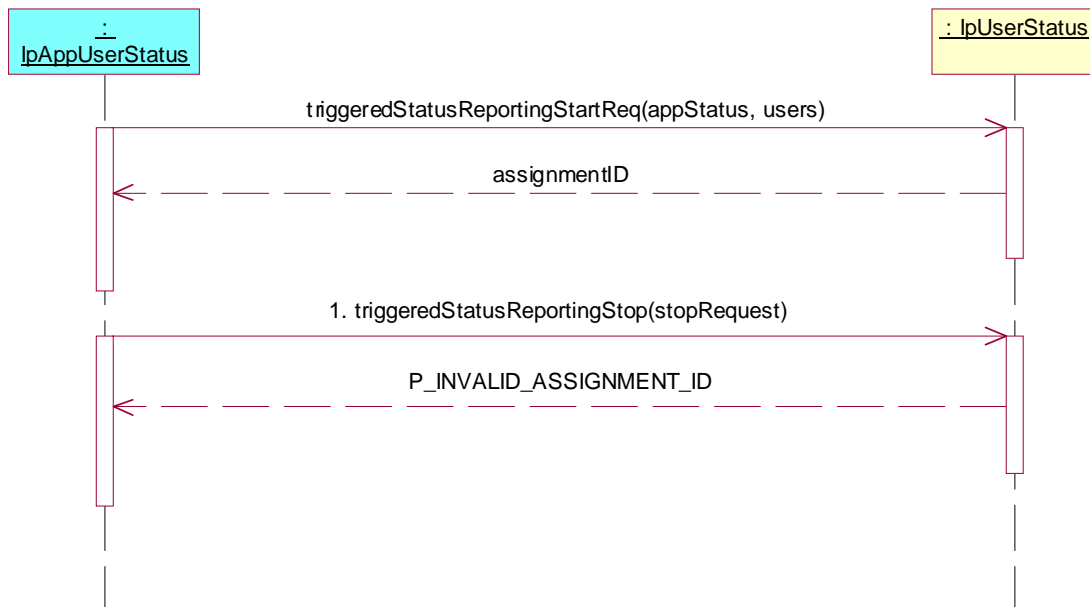 :
IpAppUserStatus
: IpUserStatus
triggeredStatusReportingStartReq(appStatus, users)
assignmentID
1. triggeredStatusReportingStop(stopRequest)
P_INVALID_ASSIGNMENT_ID